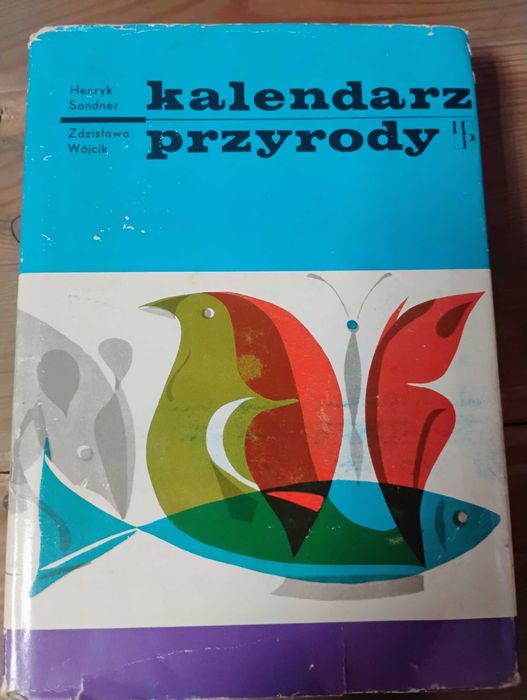 Henryk
Sandner
kalendarz
Zdzisława
Wójcik
przyrody